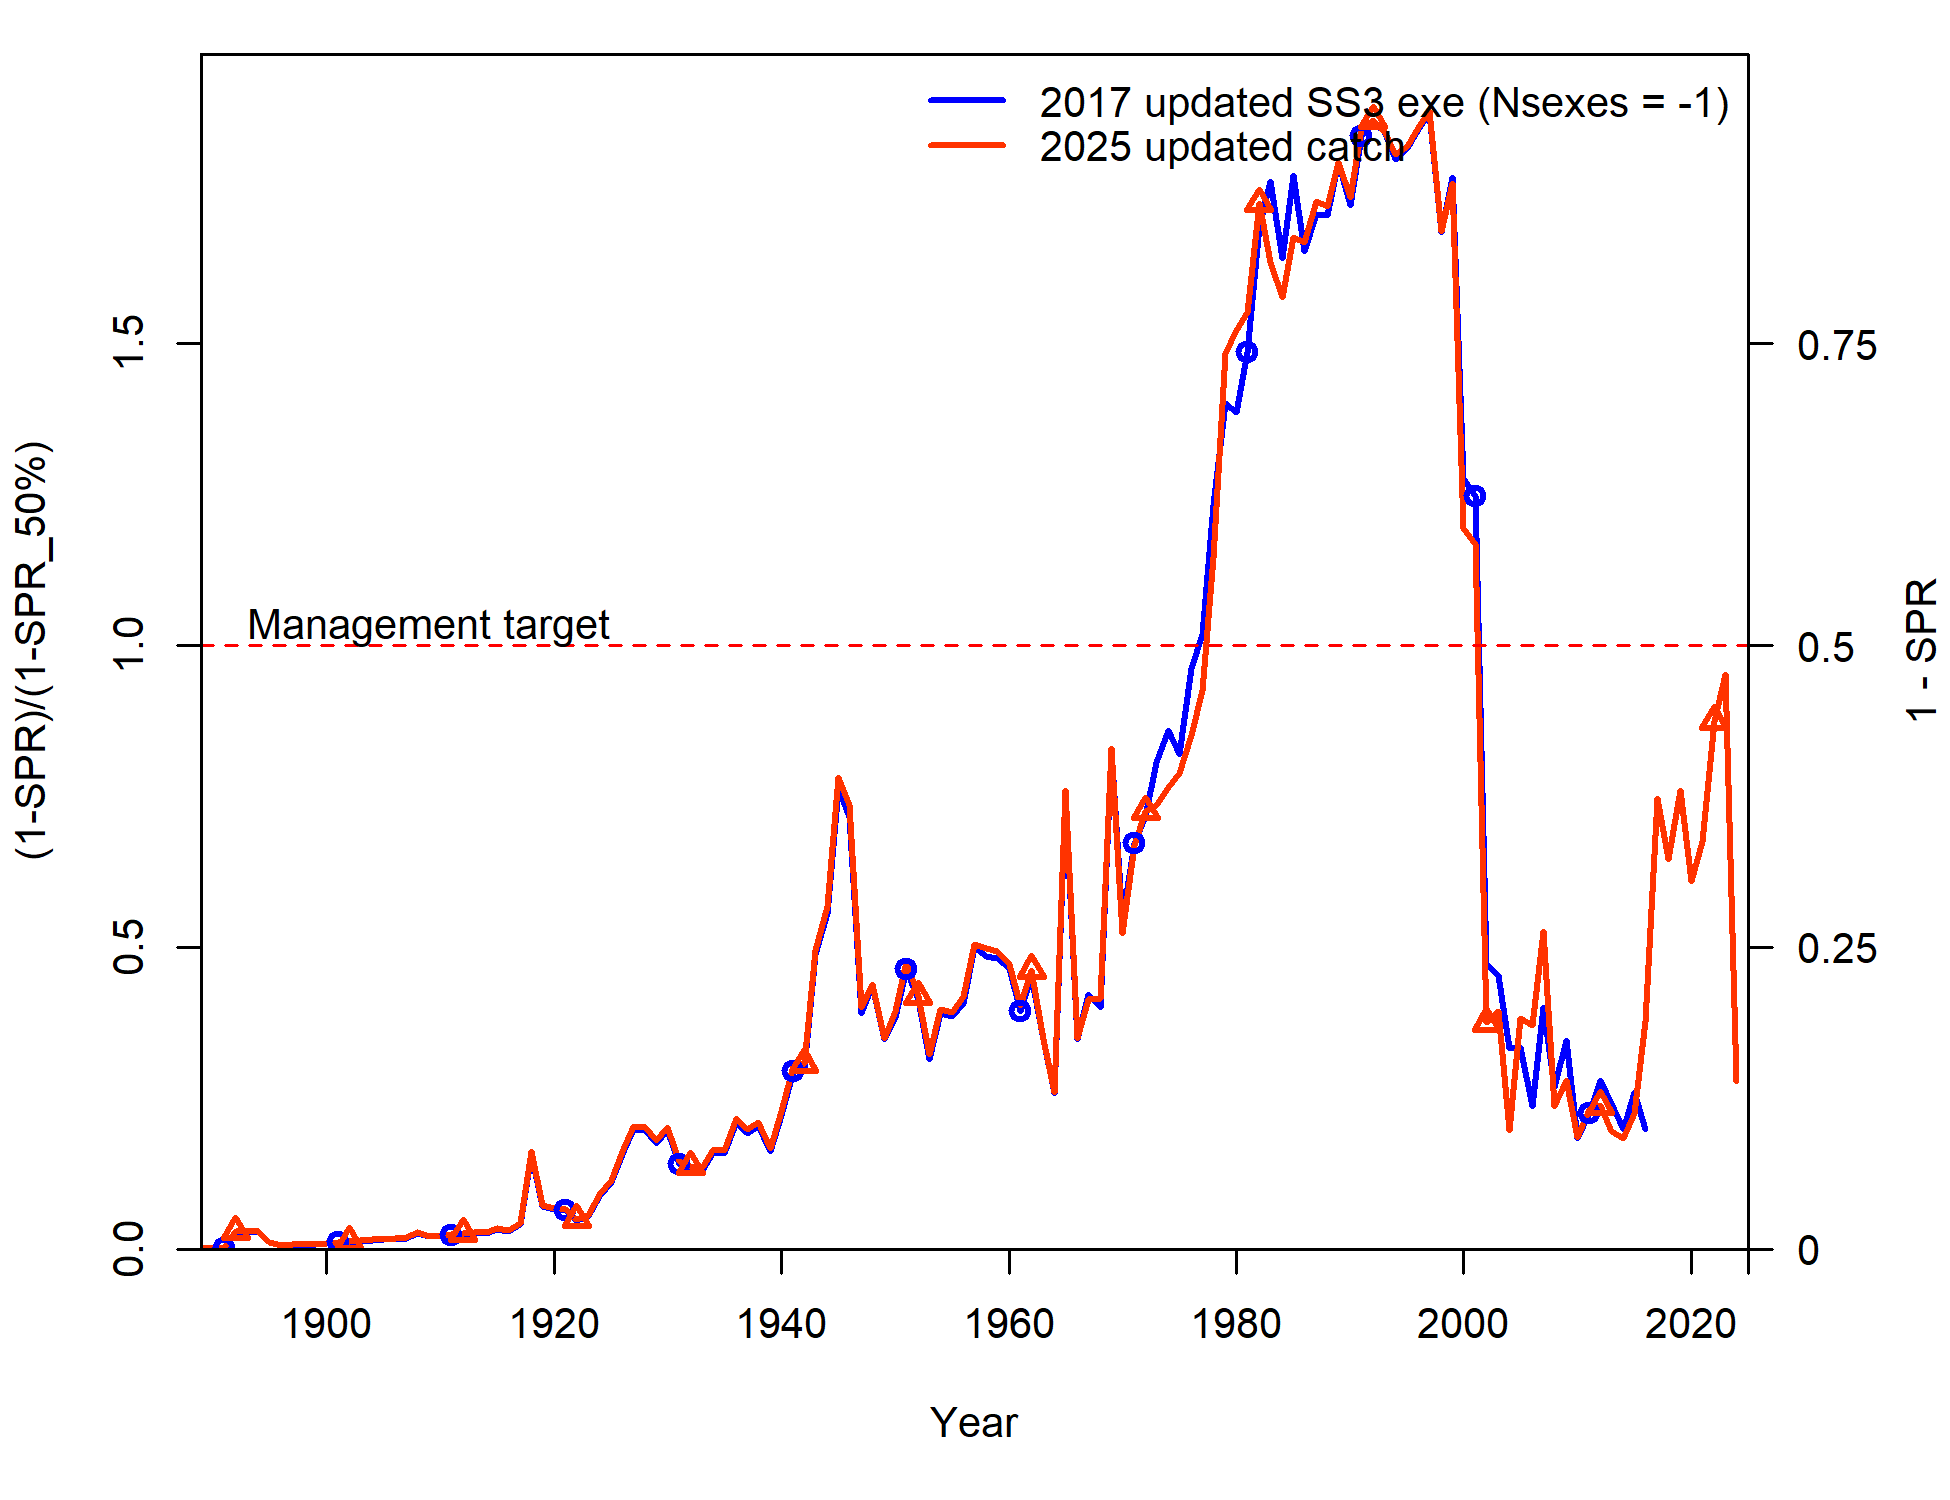 2017 updated SS3 exe (Nsexes = -1)
2025 updated catch
Management target
(1-SPR)/(1-SPR_50%)
0.0
0.5
1.0
1.5
1 - SPR
0
0.25
0.5
0.75
1900
1920
1940
1960
1980
2000
2020
Year